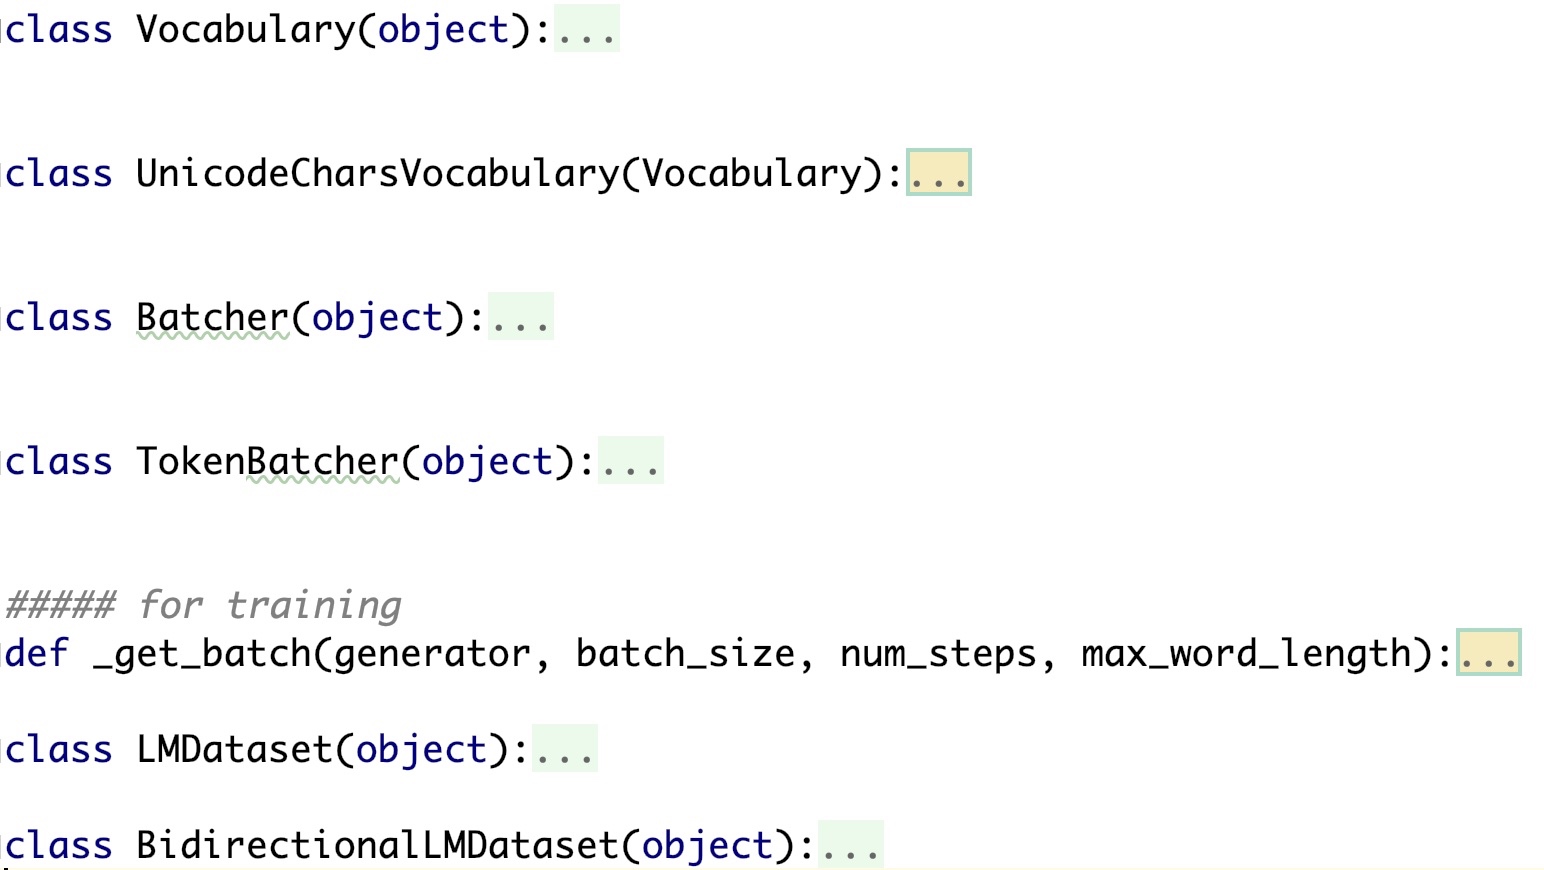 class Vocabulary(object):...
class UnicodeCharsVocabulary(Vocabulary):...
class Batcher(object):...
class TokenBatcher(object):...
##### for training
def _get_batch(generator, batch_size, num_steps, max_word_length):...
class LMDataset(object):...
class BidirectionalLMDataset(object):...